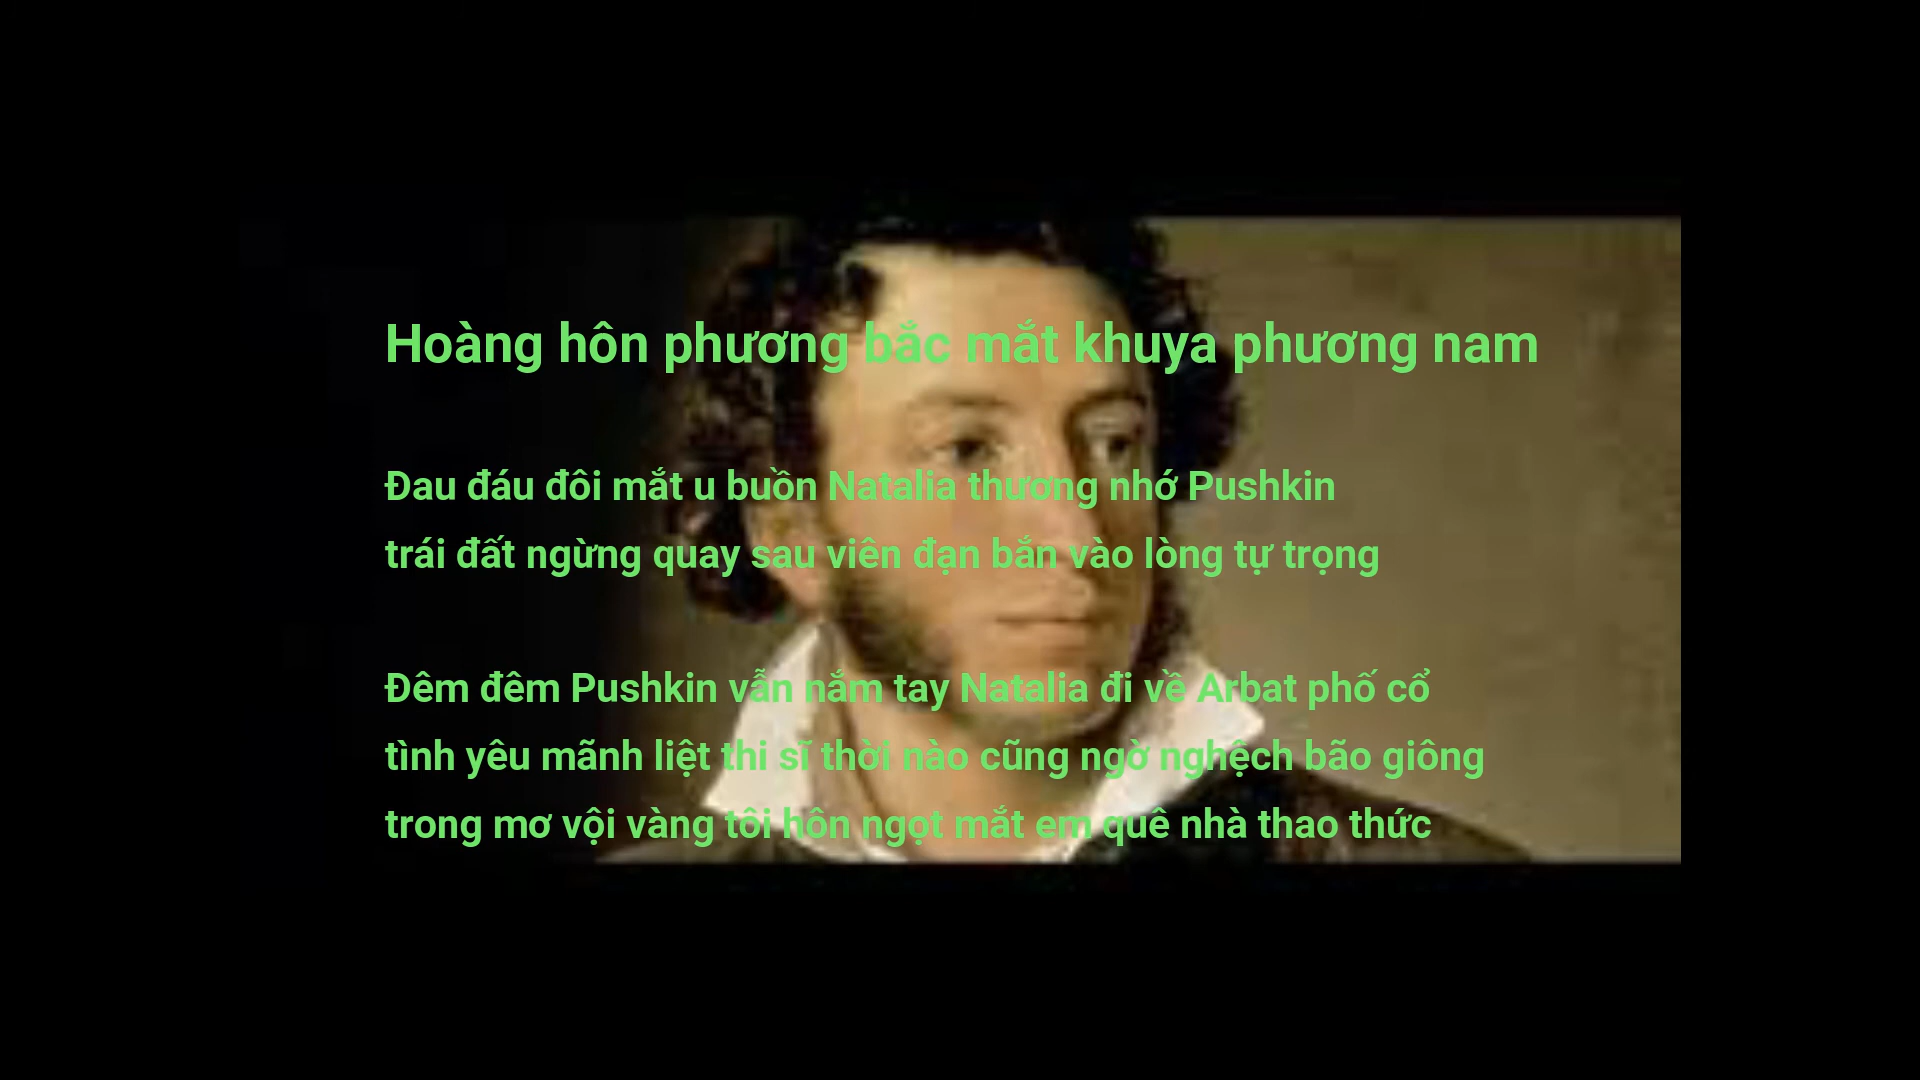 Hoàng hôn phương bắc mắt khuya phương nam
Đau đáu đôi mắt u buồn Natalia thương nhớ Pushkin
trái đất ngừng quay sau viên đạn bắn vào lòng tự trọng
Đêm đêm Pushkin vẫn nắm tay Natalia đi về Arbat phố cổ
tình yêu mãnh liệt thi sĩ thời nào cũng ngờ nghệch bão giông
trong mơ vội vàng tôi hôn ngọt mắt em quê nhà thao thức